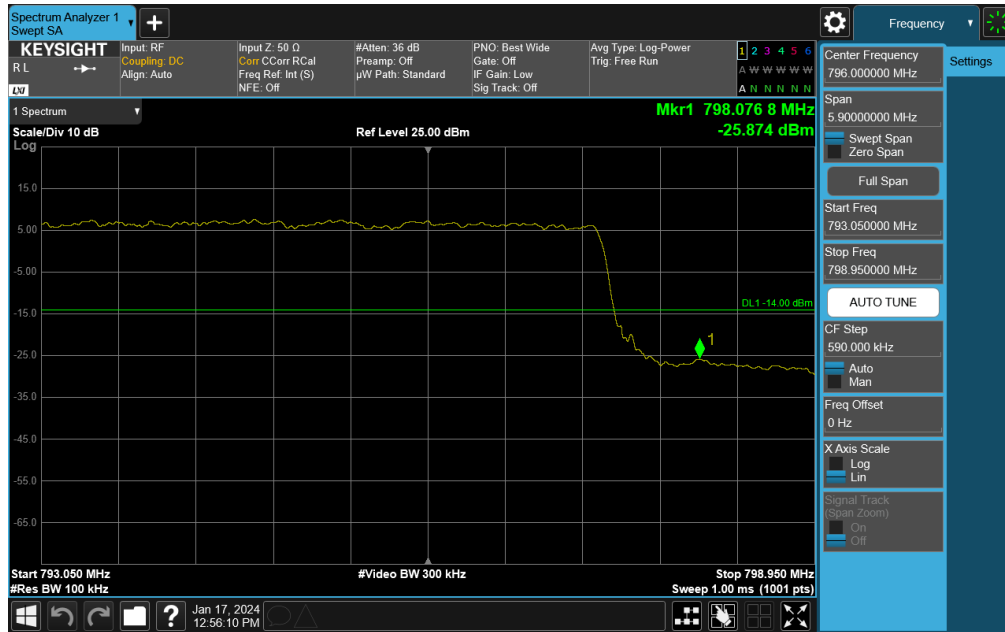 Spectrum Analyzer 1
Swept SA
Frequency
KEYSIGHT
R L
LXI
Input: RF
Coupling: DC
Align: Auto
Input Z: 50 Ω
Corr CCorr RCal
Freq Ref: Int (S)
NFE: Off
#Atten: 36 dB
Preamp: Off
µW Path: Standard
PNO: Best Wide
Gate: Off
IF Gain: Low
Sig Track: Off
Avg Type: Log-Power
Trig: Free Run
1 2 3 4 5 6
A W W W W W
A N N N N N
1 Spectrum
Scale/Div 10 dB
Log
Ref Level 25.00 dBm
Mkr1 798.076 8 MHz
-25.874 dBm
15.0
5.00
-5.00
-15.0
-25.0
-35.0
-45.0
-55.0
-65.0
DL1 -14.00 dBm
1
Start 793.050 MHz
#Res BW 100 kHz
#Video BW 300 kHz
Stop 798.950 MHz
Sweep 1.00 ms (1001 pts)
Jan 17, 2024
12:56:10 PM
?
Center Frequency
796.000000 MHz
Settings
Span
5.90000000 MHz
Swept Span
Zero Span
Full Span
Start Freq
793.050000 MHz
Stop Freq
798.950000 MHz
AUTO TUNE
CF Step
590.000 kHz
Auto
Man
Freq Offset
0 Hz
X Axis Scale
Log
Lin
Signal Track
(Span Zoom)
On
Off